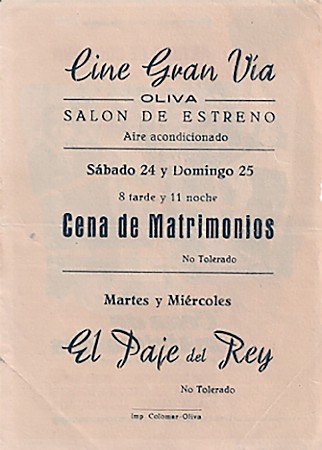 Cine Gran Vía
OLIVA
SALON DE ESTRENO
Aire acondicionado
Sábado 24 y Domingo 25
8 tarde y 11 noche
Cena de Matrimonios
No Tolerado
Martes y Miércoles
El Paje del Rey
No Tolerado
Imp. Colomar-Oliva